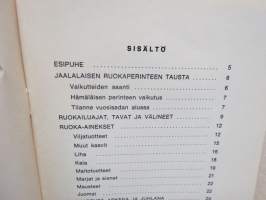 SISÄLTÖ
ESIPUHE 5
JAALALAISEN RUOKAPERINTEEN TAUSTA 6
Vaikutteiden saanti 6
Hämäläisen perinteen vaikutus 7
Tilanne vuosisadan alussa 7
RUOKAILUAJAT, TAVAT JA VÄLINEET 9
RUOKA-AINEKSET 12
Viljatuotteet 12
Muut kasvit 15
Liha 16
Kala 18
Maitotuotteet 19
Marjat ja sienet 21
Mausteet 22
Juomat